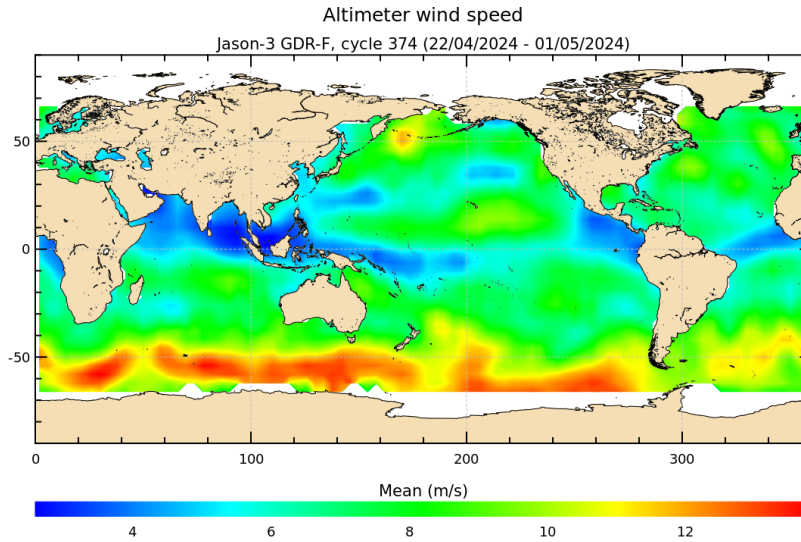 Altimeter wind speed
Jason-3 GDR-F, cycle 374 (22/04/2024 - 01/05/2024)
50
0
-50
0 100 200 300
Mean (m/s)
4 6 8 10 12